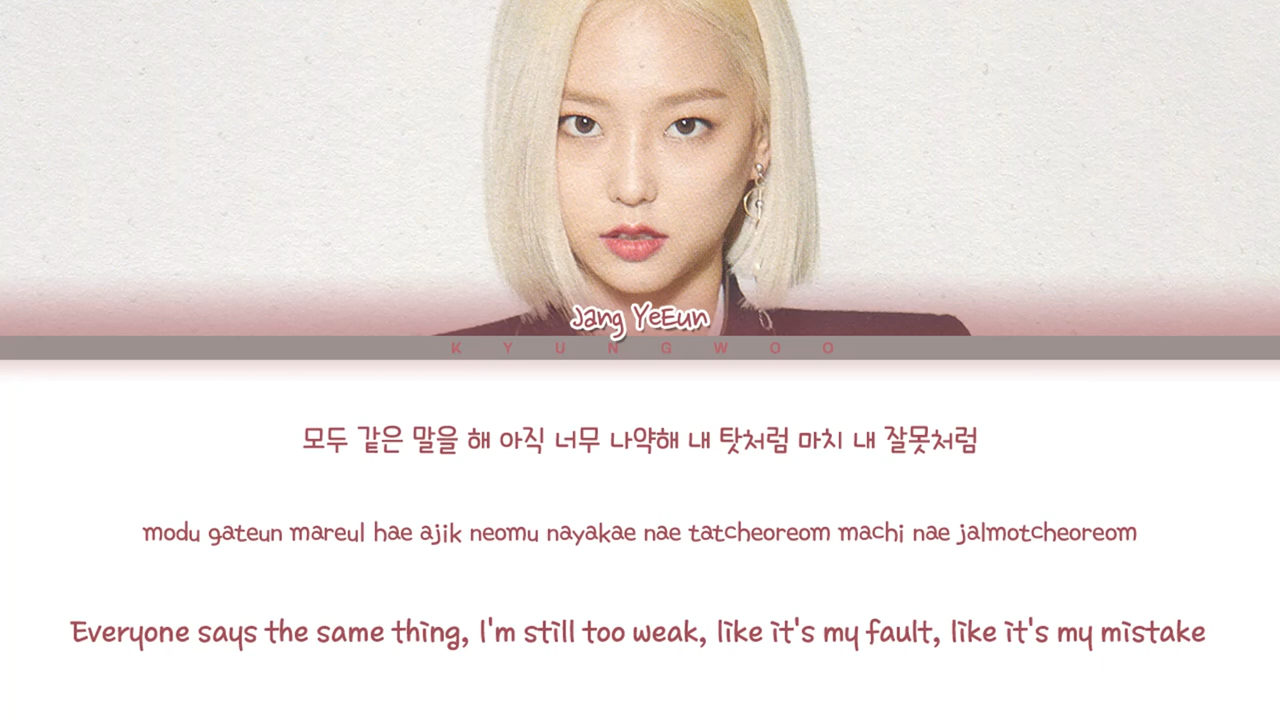 Jang YeEun
KYUNGWOO
모두 같은 말을 해 아직 너무 나약해 내 탓처럼 마치 내 잘못처럼
modu gateun mareul hae ajik neomu nayakae nae tatcheoreom machi nae jalmotcheoreom
Everyone says the same thing, I'm still too weak, like it's my fault, like it's my mistake